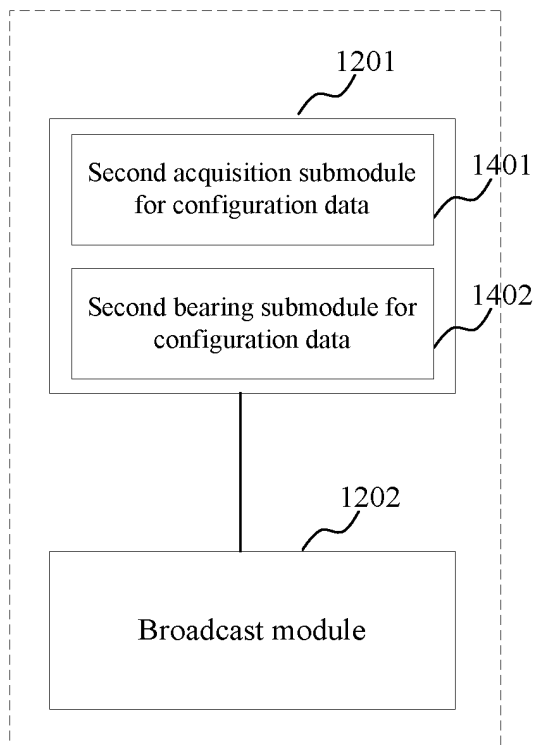 1201
Second acquisition submodule
for configuration data
1401
Second bearing submodule for
configuration data
1402
1202
Broadcast module